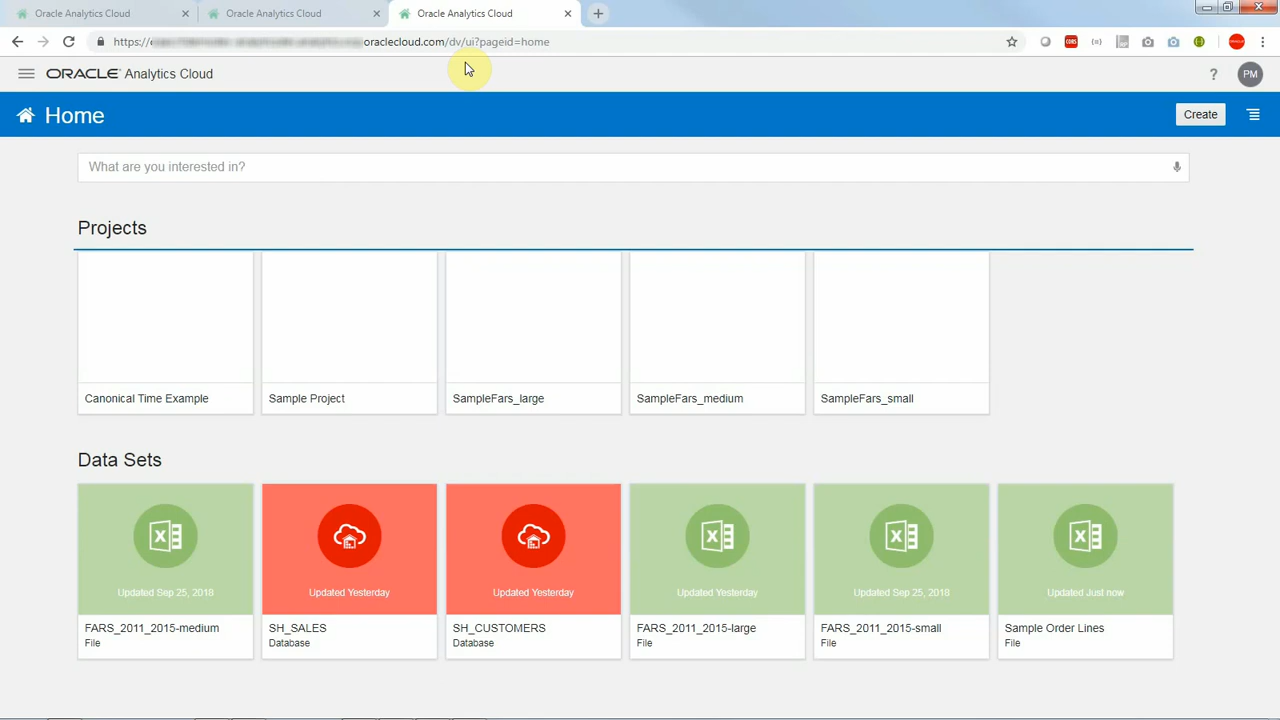 Oracle Analytics Cloud
Oracle Analytics Cloud
Oracle Analytics Cloud
https://
oraclecloud.com/dv/ui?pageid=home
ORACLE Analytics Cloud
?
PM
Home
Create
What are you interested in?
Projects
Canonical Time Example
Sample Project
SampleFars_large
SampleFars_medium
SampleFars_small
Data Sets
Updated Sep 25, 2018
Updated Yesterday
Updated Yesterday
Updated Yesterday
Updated Sep 25, 2018
Updated Just now
FARS_2011_2015-medium
File
SH_SALES
Database
SH_CUSTOMERS
Database
FARS_2011_2015-large
File
FARS_2011_2015-small
File
Sample Order Lines
File